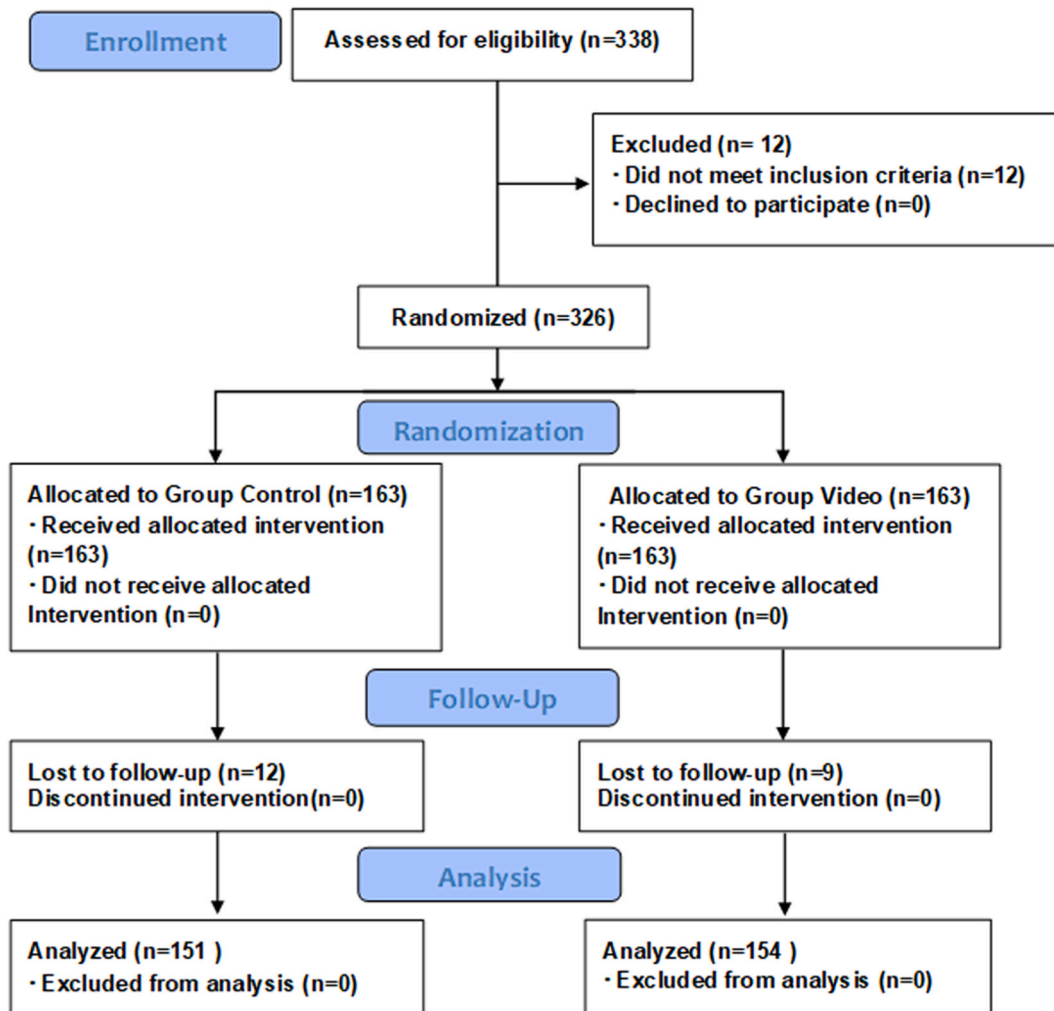 Enrollment
Assessed for eligibility (n=338)
Excluded (n= 12)
· Did not meet inclusion criteria (n=12)
· Declined to participate (n=0)
Randomized (n=326)
Randomization
Allocated to Group Control (n=163)
· Received allocated intervention
(n=163)
· Did not receive allocated
Intervention (n=0)
Allocated to Group Video (n=163)
· Received allocated intervention
(n=163)
· Did not receive allocated
Intervention (n=0)
Follow-Up
Lost to follow-up (n=12)
Discontinued intervention(n=0)
Lost to follow-up (n=9)
Discontinued intervention (n=0)
Analysis
Analyzed (n=151 )
· Excluded from analysis (n=0)
Analyzed (n=154 )
· Excluded from analysis (n=0)